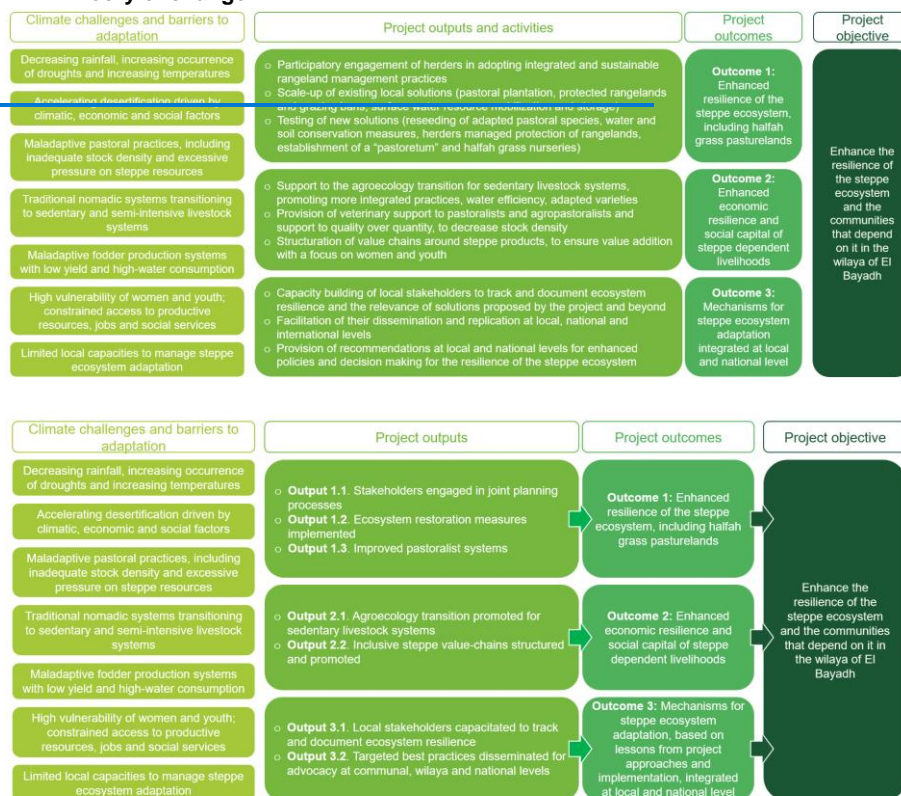 Climate challenges and barriers to
adaptation
Project outputs and activities
Project
outcomes
Project
objective
Decreasing rainfall, increasing occurrence
of droughts and increasing temperatures
Accelerating desertification driven by
climatic, economic and social factors
Maladaptive pastoral practices, including
inadequate stock density and excessive
pressure on steppe resources
Traditional nomadic systems transitioning
to sedentary and semi-intensive livestock
systems
Maladaptive fodder production systems
with low yield and high-water consumption
High vulnerability of women and youth;
constrained access to productive
resources, jobs and social services
Limited local capacities to manage steppe
ecosystem adaptation
o Participatory engagement of herders in adopting integrated and sustainable
rangeland management practices
o Scale-up of existing local solutions (pastoral plantation, protected rangelands
and grazing bans, surface water resource mobilization and storage)
o Testing of new solutions (reseeding of adapted pastoral species, water and
soil conservation measures, herders managed protection of rangelands,
establishment of a “pastoretum” and halfah grass nurseries)
o Support to the agroecology transition for sedentary livestock systems,
promoting more integrated practices, water efficiency, adapted varieties
o Provision of veterinary support to pastoralists and agropastoralists and
support to quality over quantity, to decrease stock density
o Structuration of value chains around steppe products, to ensure value addition
with a focus on women and youth
o Capacity building of local stakeholders to track and document ecosystem
resilience and the relevance of solutions proposed by the project and beyond
o Facilitation of their dissemination and replication at local, national and
international levels
o Provision of recommendations at local and national levels for enhanced
policies and decision making for the resilience of the steppe ecosystem
Outcome 1:
Enhanced
resilience of the
steppe ecosystem,
including halfah
grass pasturelands
Outcome 2:
Enhanced
economic
resilience and
social capital of
steppe dependent
livelihoods
Outcome 3:
Mechanisms for
steppe ecosystem
adaptation
integrated at local
and national level
Enhance the
resilience of
the steppe
ecosystem
and the
communities
that depend
on it in the
wilaya of El
Bayadh
Climate challenges and barriers to
adaptation
Project outputs
Project outcomes
Project objective
Decreasing rainfall, increasing occurrence
of droughts and increasing temperatures
Accelerating desertification driven by
climatic, economic and social factors
Maladaptive pastoral practices, including
inadequate stock density and excessive
pressure on steppe resources
Traditional nomadic systems transitioning
to sedentary and semi-intensive livestock
systems
Maladaptive fodder production systems
with low yield and high-water consumption
High vulnerability of women and youth;
constrained access to productive
resources, jobs and social services
Limited local capacities to manage steppe
ecosystem adaptation
o Output 1.1. Stakeholders engaged in joint planning
processes
o Output 1.2. Ecosystem restoration measures
implemented
o Output 1.3. Improved pastoralist systems
o Output 2.1. Agroecology transition promoted for
sedentary livestock systems
o Output 2.2. Inclusive steppe value-chains structured
and promoted
o Output 3.1. Local stakeholders capacitated to track
and document ecosystem resilience
o Output 3.2. Targeted best practices disseminated for
advocacy at communal, wilaya and national levels
Outcome 1: Enhanced
resilience of the steppe
ecosystem, including halfah
grass pasturelands
Outcome 2: Enhanced
economic resilience and
social capital of steppe
dependent livelihoods
Outcome 3: Mechanisms for
steppe ecosystem
adaptation, based on
lessons from project
approaches and
implementation, integrated
at local and national level
Enhance the
resilience of the
steppe ecosystem
and the communities
that depend on it in
the wilaya of El
Bayadh